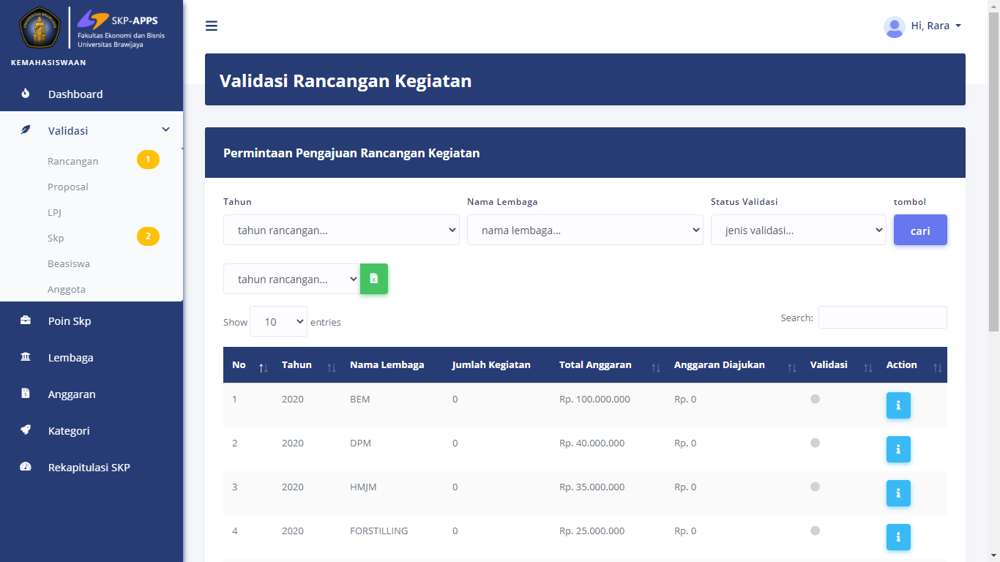 UNIVERSITAS BRAWIJAYA
SKP-APPS
Fakultas Ekonomi dan Bisnis
Universitas Brawijaya
KEMAHASISWAAN
Dashboard
Validasi
Rancangan 1
Proposal
LPJ
Skp 2
Beasiswa
Anggota
Poin Skp
Lembaga
Anggaran
Kategori
Rekapitulasi SKP
Hi, Rara
Validasi Rancangan Kegiatan
Permintaan Pengajuan Rancangan Kegiatan
Tahun Nama Lembaga Status Validasi tombol
tahun rancangan... nama lembaga... jenis validasi... cari
tahun rancangan...
Show 10 entries Search:
No Tahun Nama Lembaga Jumlah Kegiatan Total Anggaran Anggaran Diajukan Validasi Action
1 2020 BEM 0 Rp. 100.000.000 Rp. 0
2 2020 DPM 0 Rp. 40.000.000 Rp. 0
3 2020 HMJM 0 Rp. 35.000.000 Rp. 0
4 2020 FORSTILLING 0 Rp. 25.000.000 Rp. 0